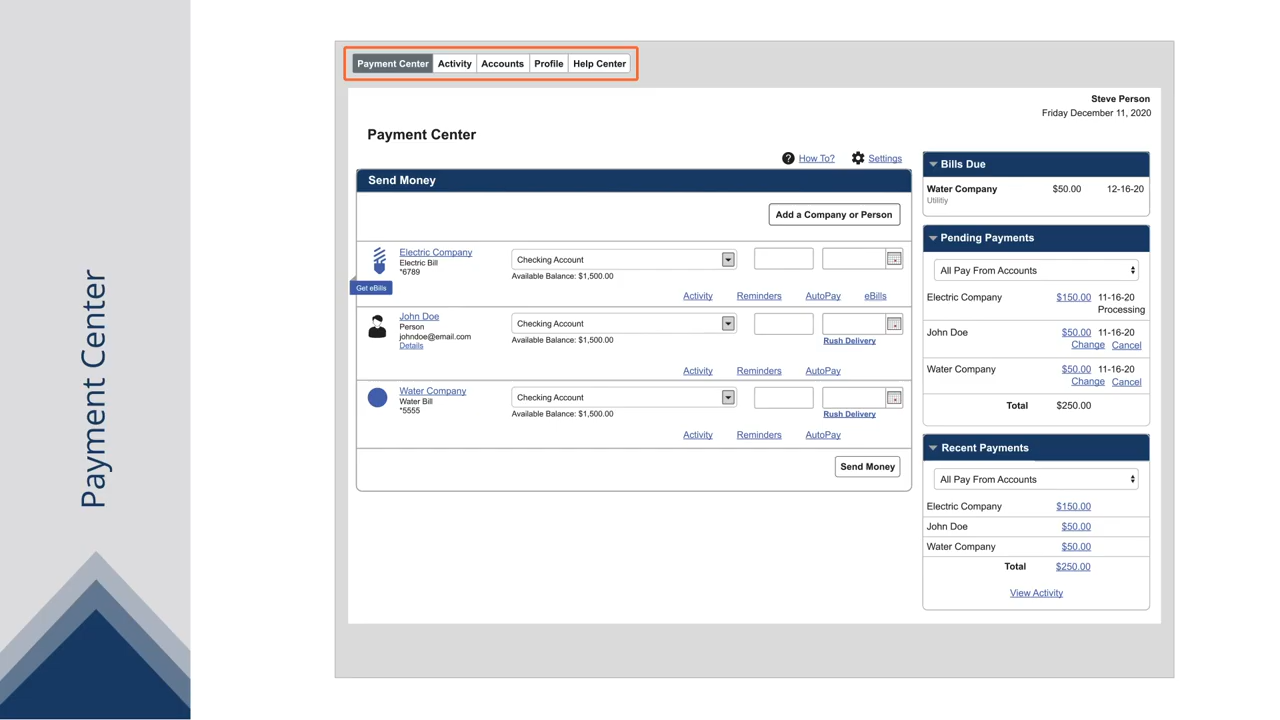 Payment Center
Payment Center Activity Accounts Profile Help Center
Steve Person
Friday December 11, 2020
Payment Center
? How To? Settings
Send Money
Add a Company or Person
Electric Company
Electric Bill
*6789
Get eBills
Checking Account
Available Balance: $1,500.00
Activity Reminders AutoPay eBills
John Doe
Person
johndoe@email.com
Details
Checking Account
Available Balance: $1,500.00
Rush Delivery
Activity Reminders AutoPay
Water Company
Water Bill
*5555
Checking Account
Available Balance: $1,500.00
Rush Delivery
Activity Reminders AutoPay
Send Money
Bills Due
Water Company $50.00 12-16-20
Utilitiy
Pending Payments
All Pay From Accounts
Electric Company $150.00 11-16-20
Processing
John Doe $50.00 11-16-20
Change Cancel
Water Company $50.00 11-16-20
Change Cancel
Total $250.00
Recent Payments
All Pay From Accounts
Electric Company $150.00
John Doe $50.00
Water Company $50.00
Total $250.00
View Activity